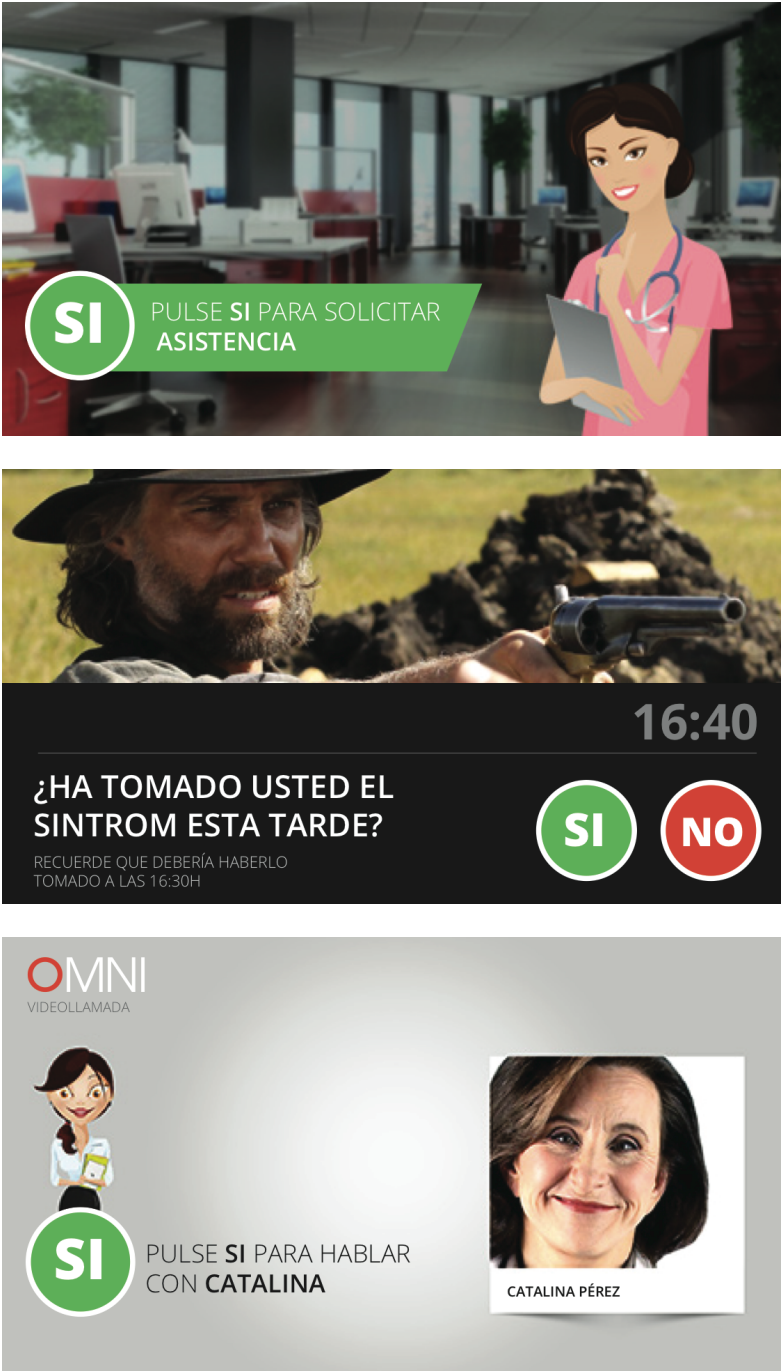 SI
PULSE SI PARA SOLICITAR
ASISTENCIA
16:40
¿HA TOMADO USTED EL
SINTROM ESTA TARDE?
RECUERDE QUE DEBERÍA HABERLO
TOMADO A LAS 16:30H
SI
NO
OMNI
VIDEOLLAMADA
SI
PULSE SI PARA HABLAR
CON CATALINA
CATALINA PÉREZ